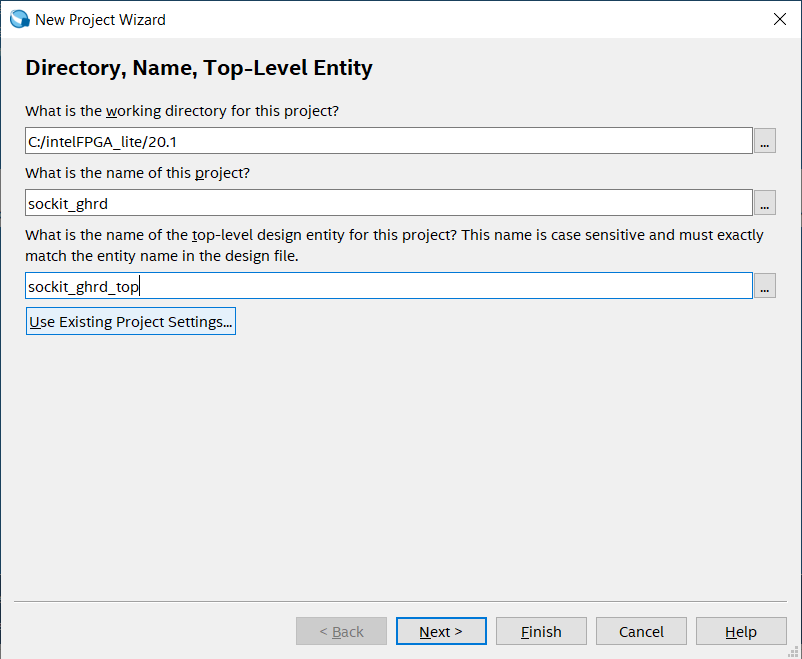 New Project Wizard
Directory, Name, Top-Level Entity
What is the working directory for this project?
C:/intelFPGA_lite/20.1
...
What is the name of this project?
sockit_ghrd
...
What is the name of the top-level design entity for this project? This name is case sensitive and must exactly
match the entity name in the design file.
sockit_ghrd_top
...
Use Existing Project Settings...
< Back Next > Finish Cancel Help